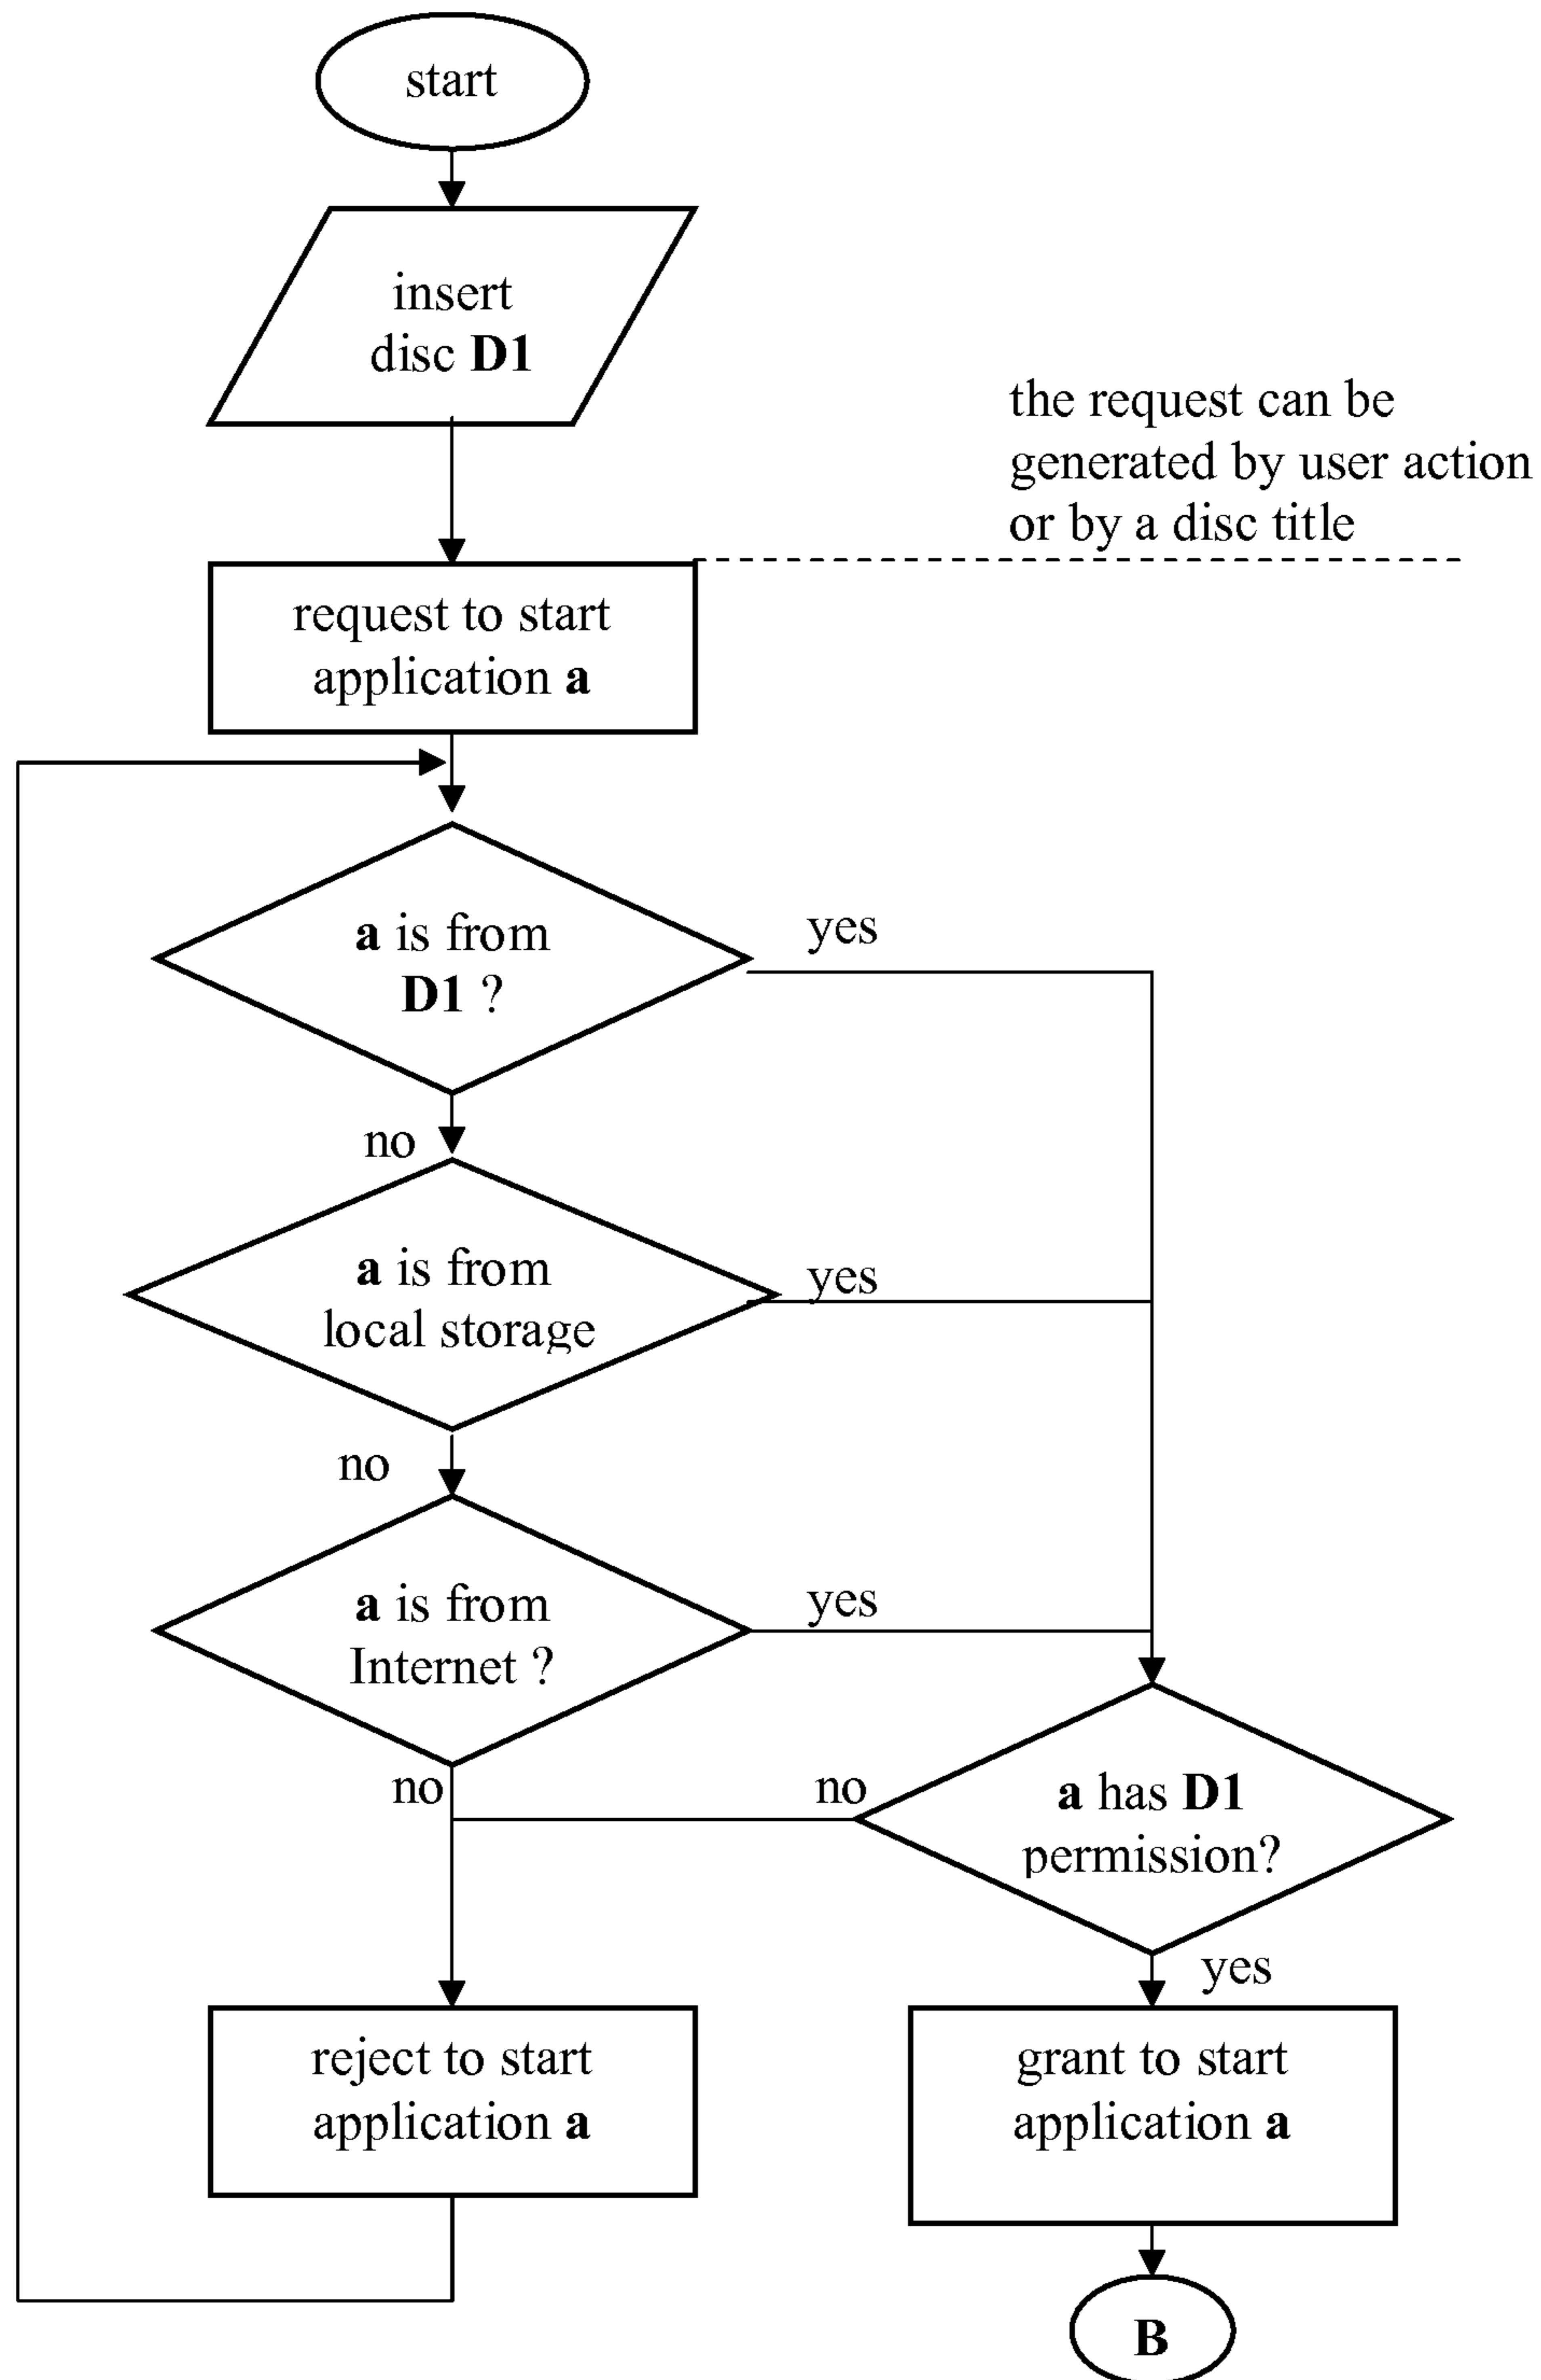 start
insert
disc D1
the request can be
generated by user action
or by a disc title
request to start
application a
a is from
D1 ?
yes
no
a is from
local storage
yes
no
a is from
Internet ?
yes
no
no
a has D1
permission?
yes
reject to start
application a
grant to start
application a
B